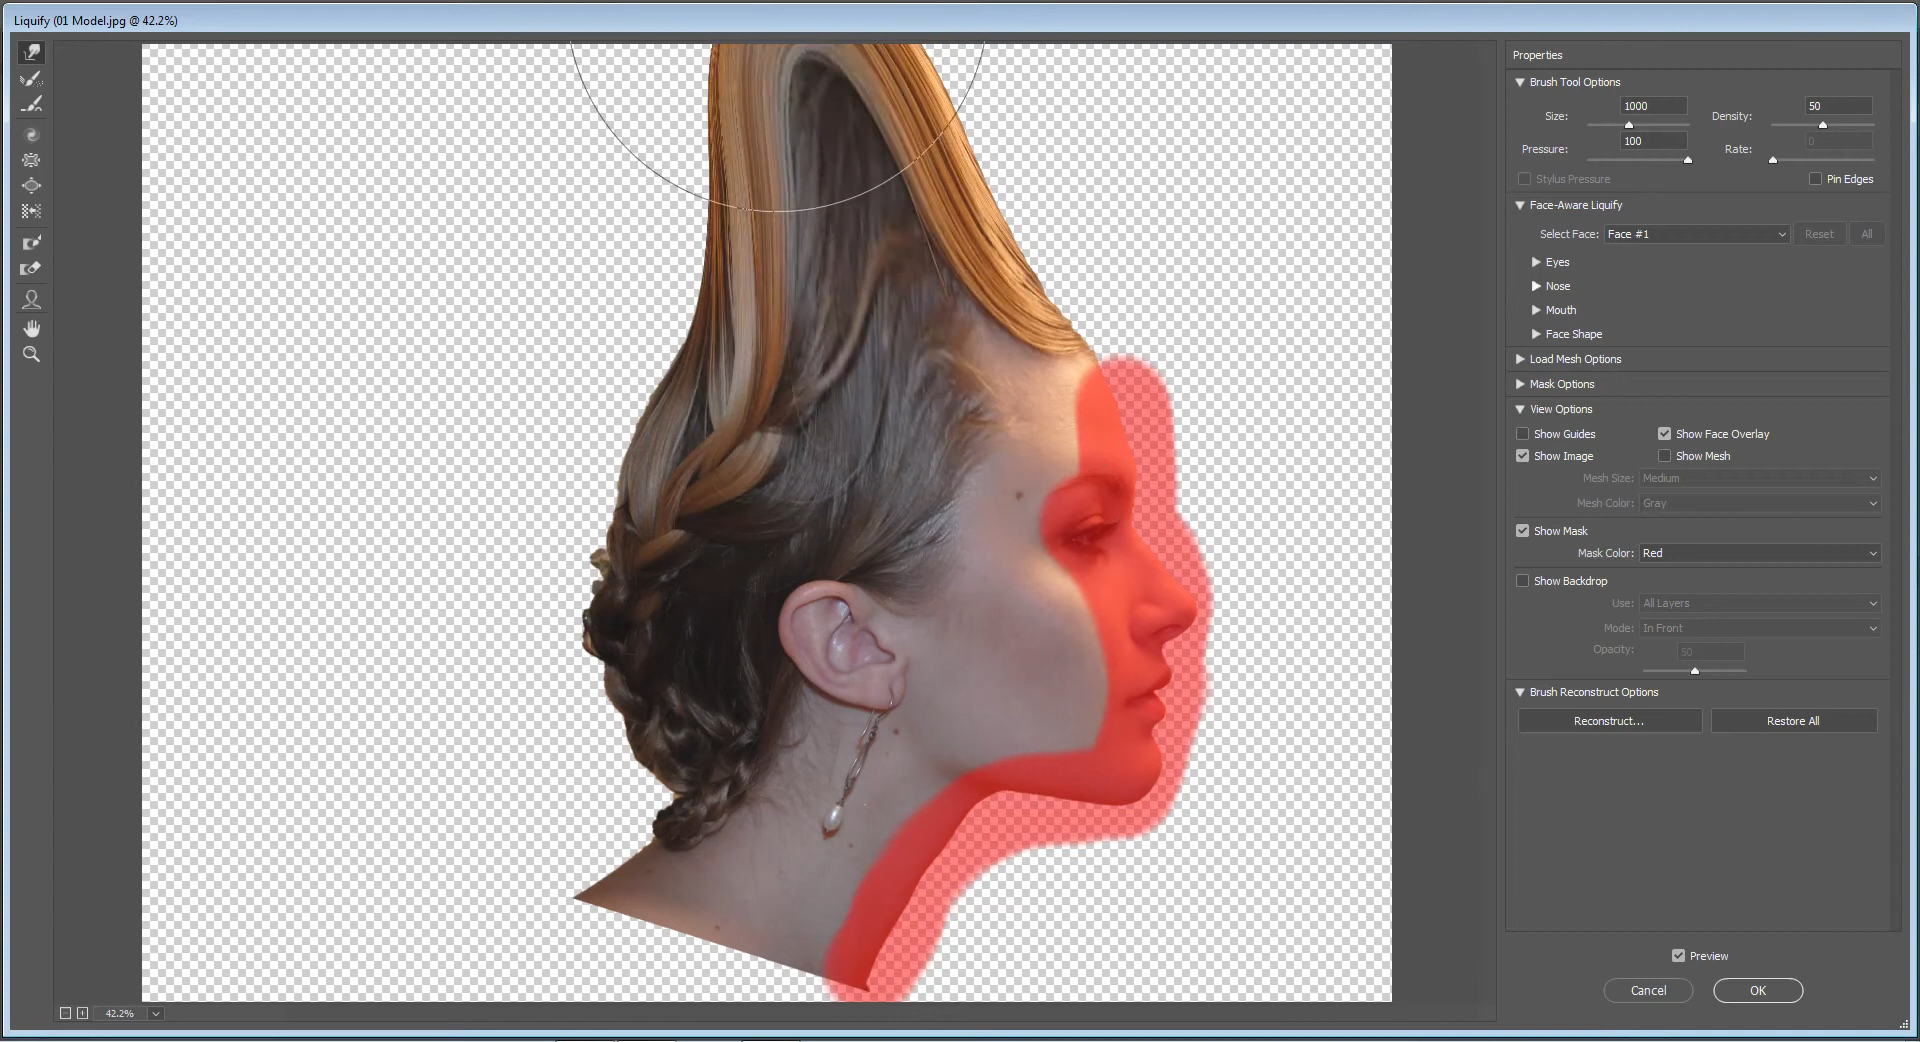 Liquify (01 Model.jpg @ 42.2%)
Properties
Brush Tool Options
Size: 1000 Density: 50
Pressure: 100 Rate: 0
Stylus Pressure Pin Edges
Face-Aware Liquify
Select Face: Face #1 Reset All
Eyes
Nose
Mouth
Face Shape
Load Mesh Options
Mask Options
View Options
Show Guides Show Face Overlay
Show Image Show Mesh
Mesh Size: Medium
Mesh Color: Gray
Show Mask
Mask Color: Red
Show Backdrop
Use: All Layers
Mode: In Front
Opacity: 50
Brush Reconstruct Options
Reconstruct... Restore All
Preview
Cancel OK
42.2%